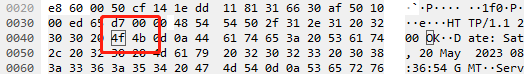 e8 60 00 50 cf 14 1e dd 11 81 31 66 30 af 50 10 0020 ·`·P···· ··1f0·P·
00 00 ed 65 d7 00 00 48 54 54 50 2f 31 2e 31 20 32 0030 ···e···HT TP/1.1 2
30 30 20 4f 4b 0d 0a 44 61 74 65 3a 20 53 61 74 0040 00 OK··D ate: Sat
2c 20 32 30 20 4d 61 79 20 32 30 32 33 20 30 38 0050 , 20 May 2023 08
3a 33 36 3a 35 34 20 47 4d 54 0d 0a 53 65 72 76 0060 :36:54 G MT··Serv